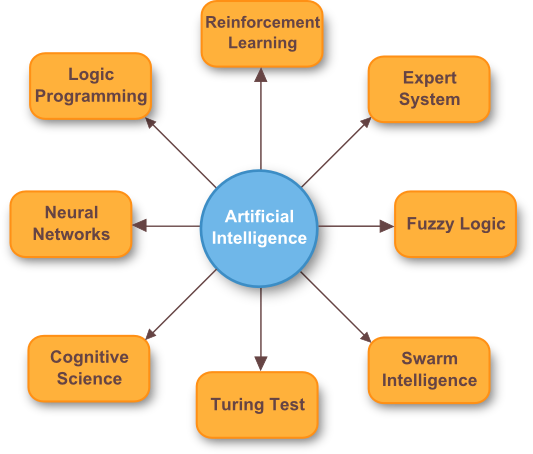 Reinforcement
Learning
Logic
Programming
Expert
System
Neural
Networks
Artificial
Intelligence
Fuzzy Logic
Cognitive
Science
Turing Test
Swarm
Intelligence